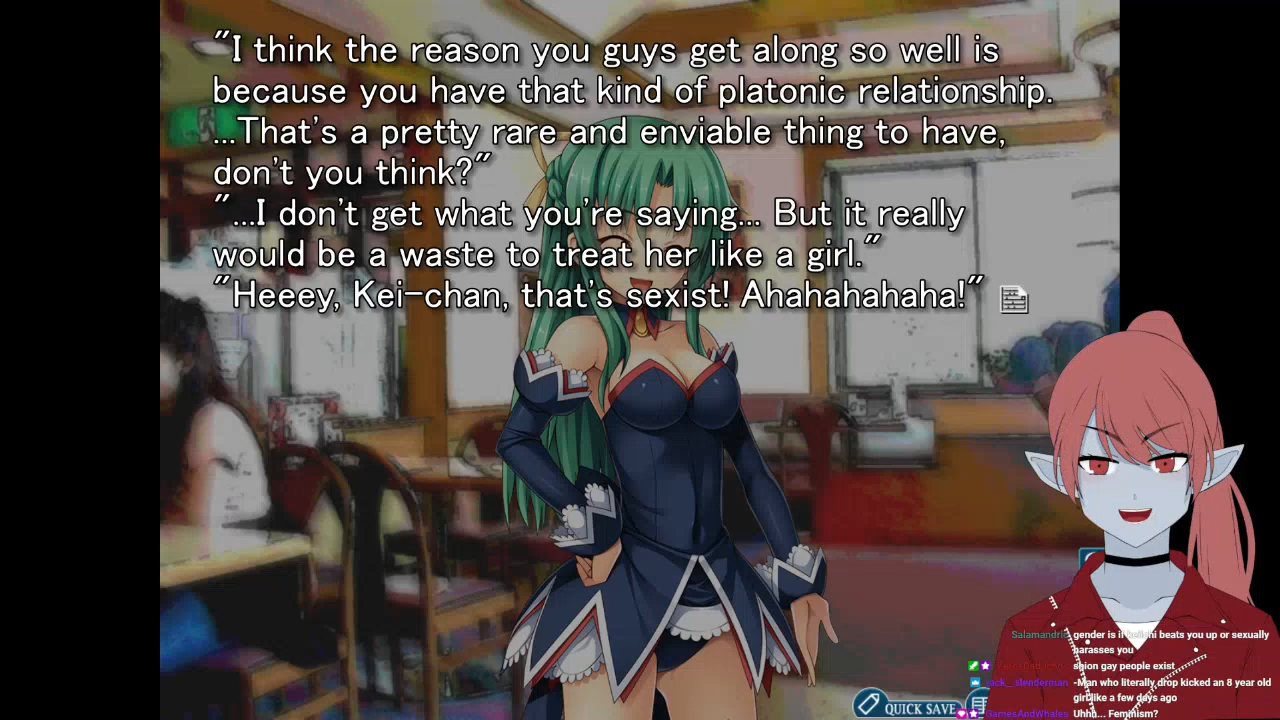 "I think the reason you guys get along so well is
because you have that kind of platonic relationship.
...That's a pretty rare and enviable thing to have,
don't you think?"
"...I don't get what you're saying... But it really
would be a waste to treat her like a girl."
"Heeey, Kei-chan, that's sexist! Ahahahahaha!"
gender is if keiichi beats you up or sexually
harasses you
shion gay people exist
zack_slenderman -Man who literally drop kicked an 8 year old
girl like a few days ago
GamesAndWhales Uhhh... Feminism?
QUICK SAVE